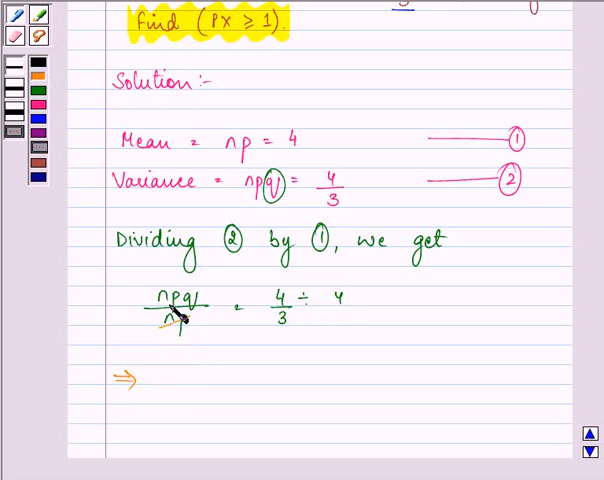 Find (PX ≥ 1).
Solution:-
Mean = np = 4 ①
Variance = npq = 4/3 ②
Dividing ② by ①, we get
npq/np = 4/3 ÷ 4
⇒